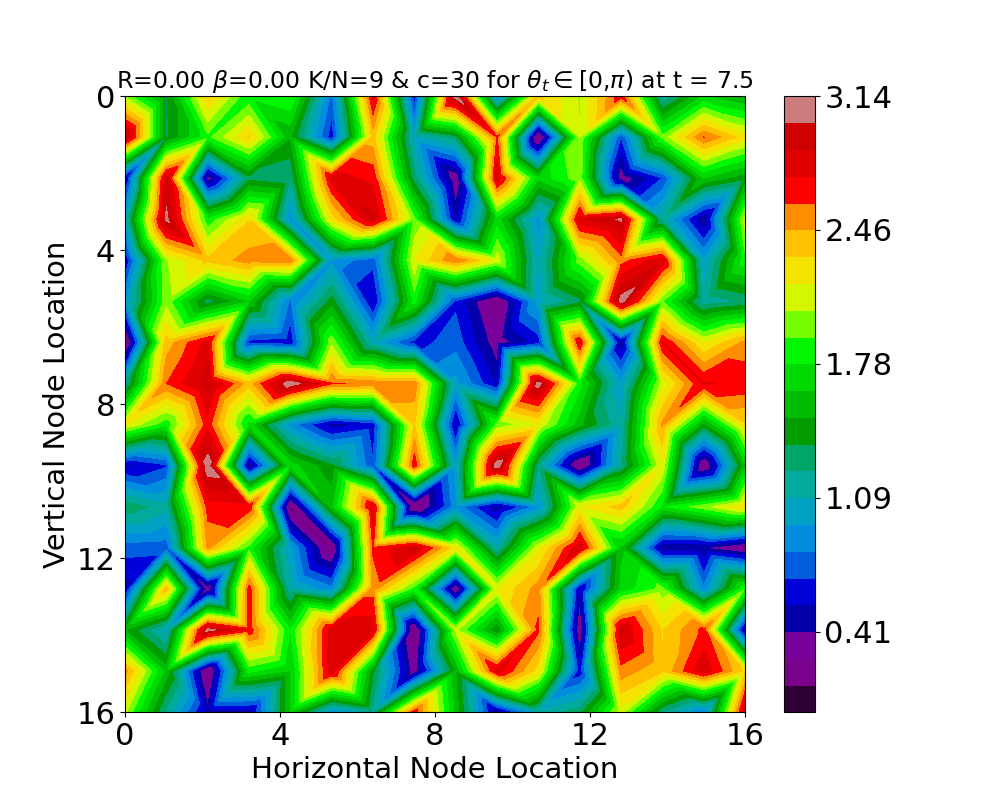 R=0.00 β=0.00 K/N=9 & c=30 for θ_t ∈ [0,π) at t = 7.5
0
4
8
12
16
Vertical Node Location
0 4 8 12 16
Horizontal Node Location
3.14
2.46
1.78
1.09
0.41